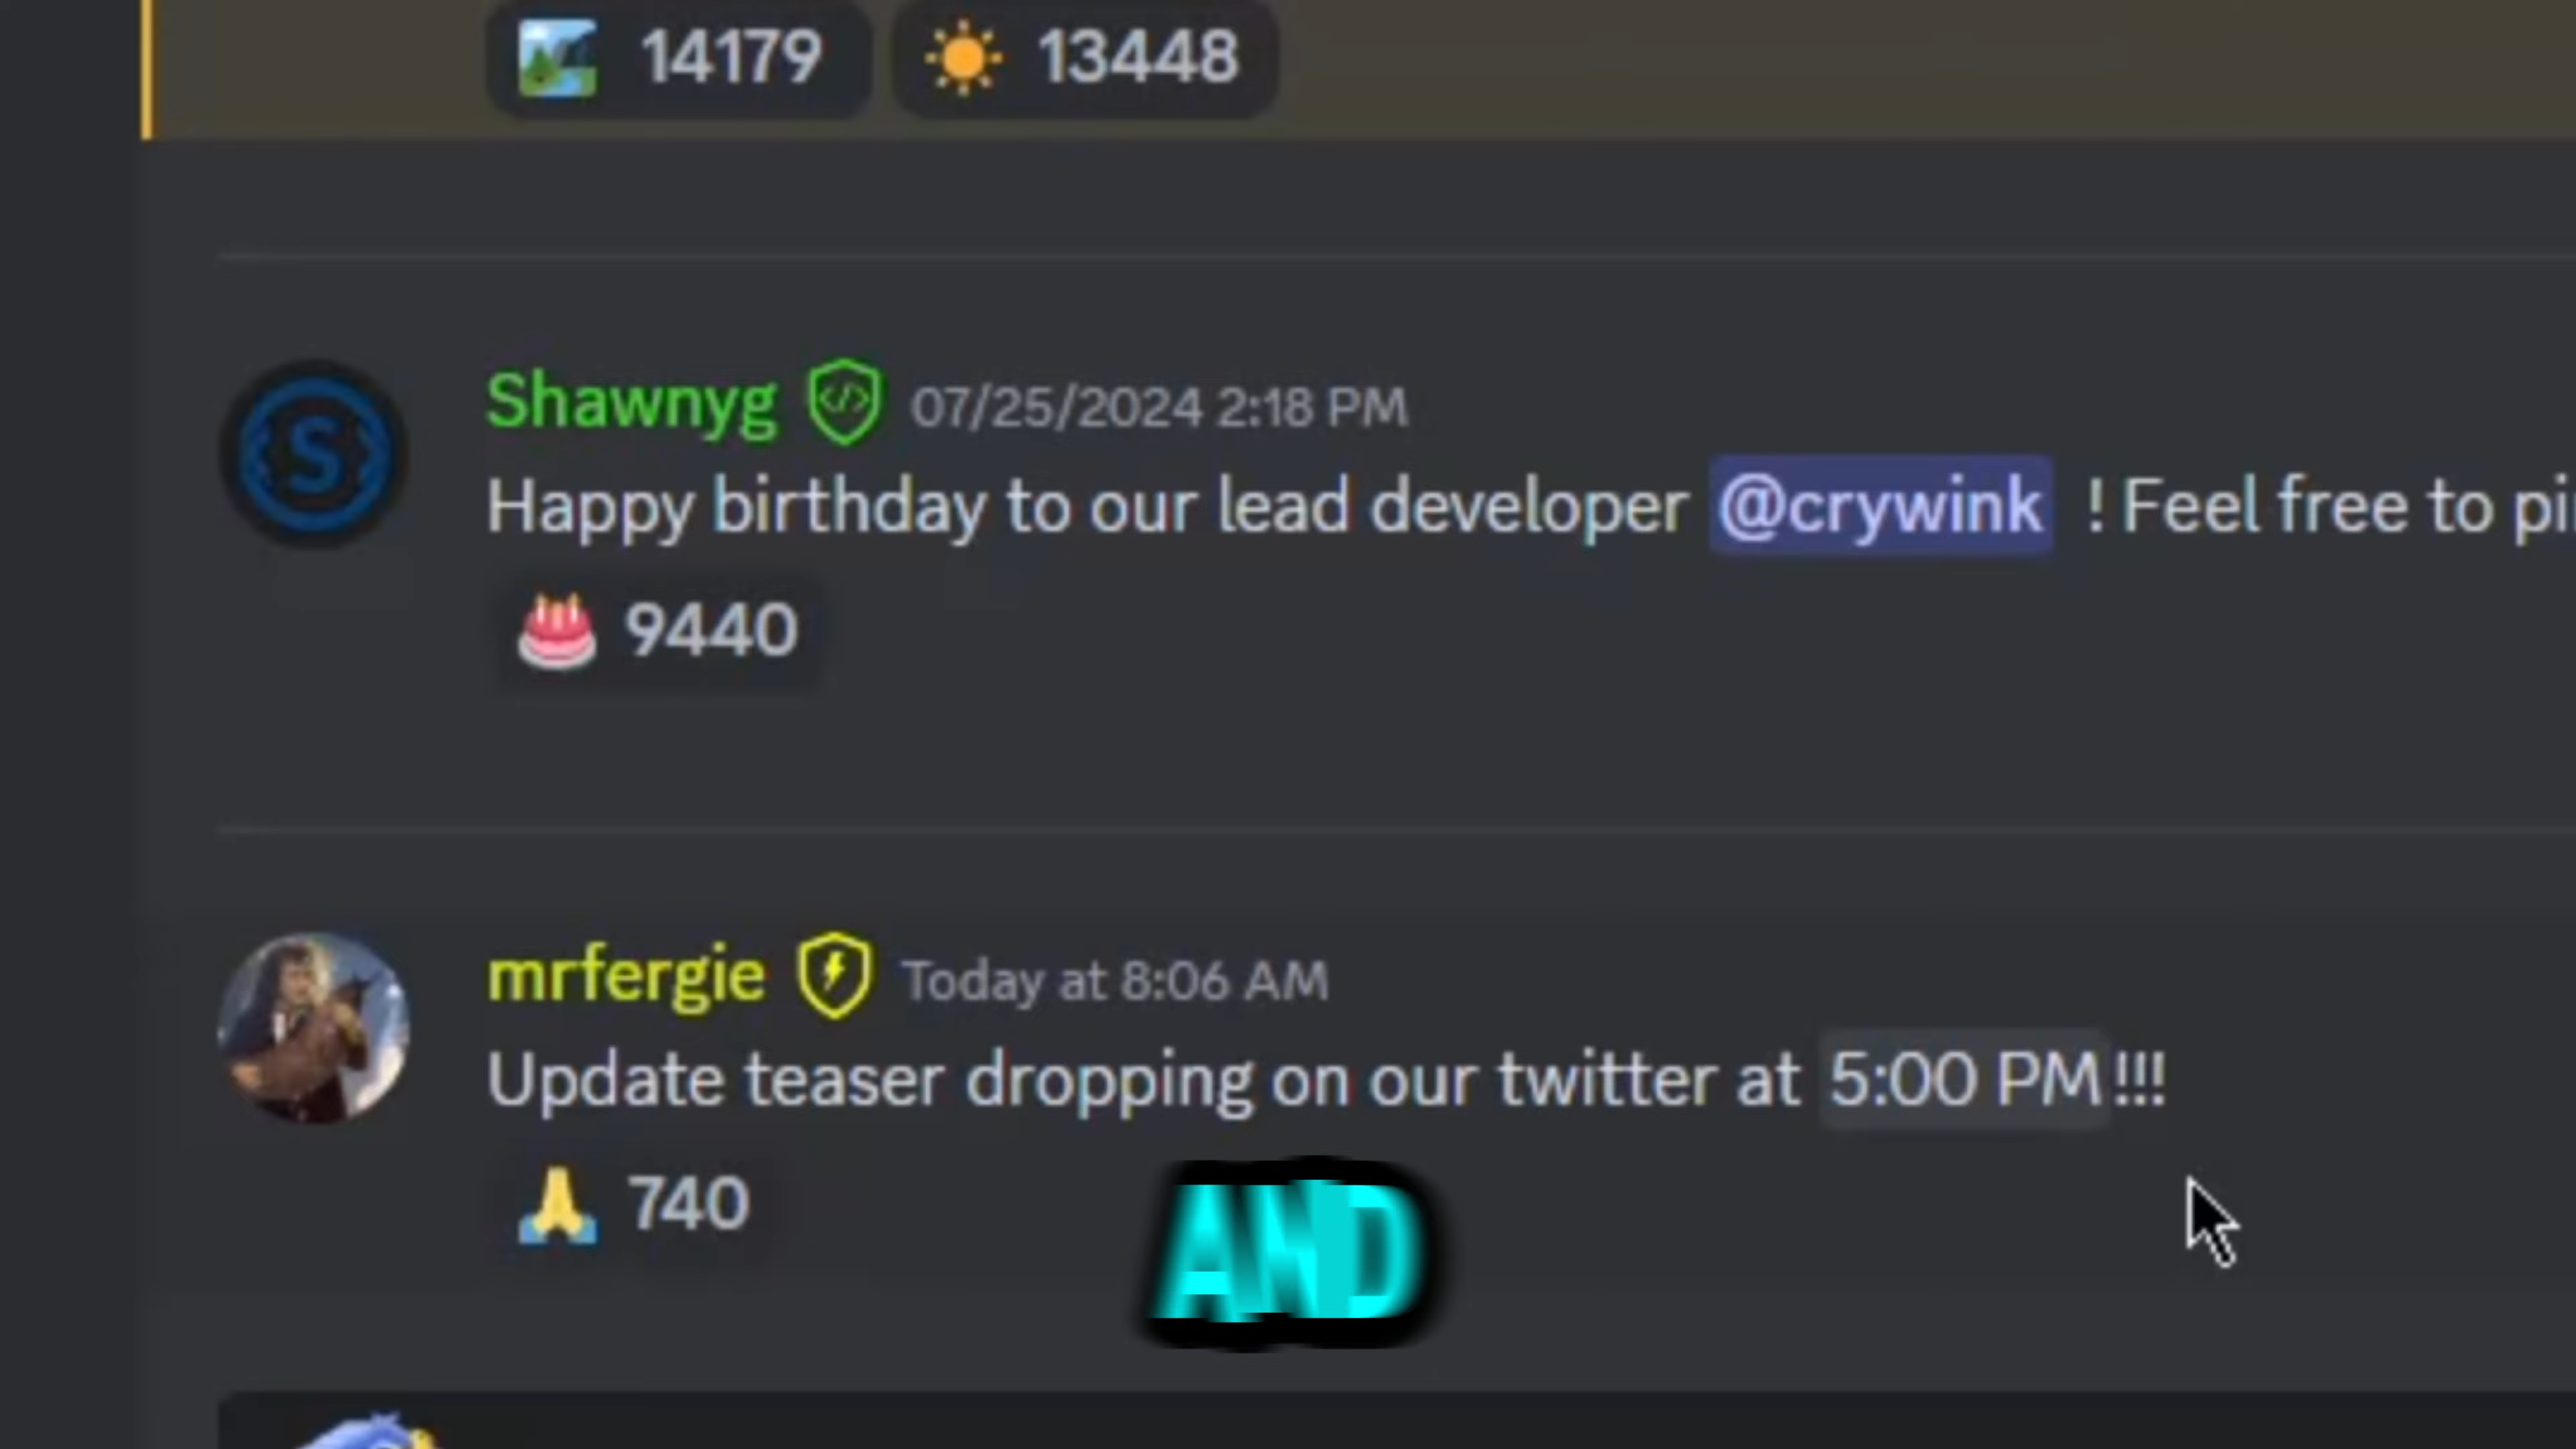 14179 13448
Shawnyg 07/25/2024 2:18 PM
Happy birthday to our lead developer @crywink ! Feel free to pi
9440
mrfergie Today at 8:06 AM
Update teaser dropping on our twitter at 5:00 PM!!!
740
AND